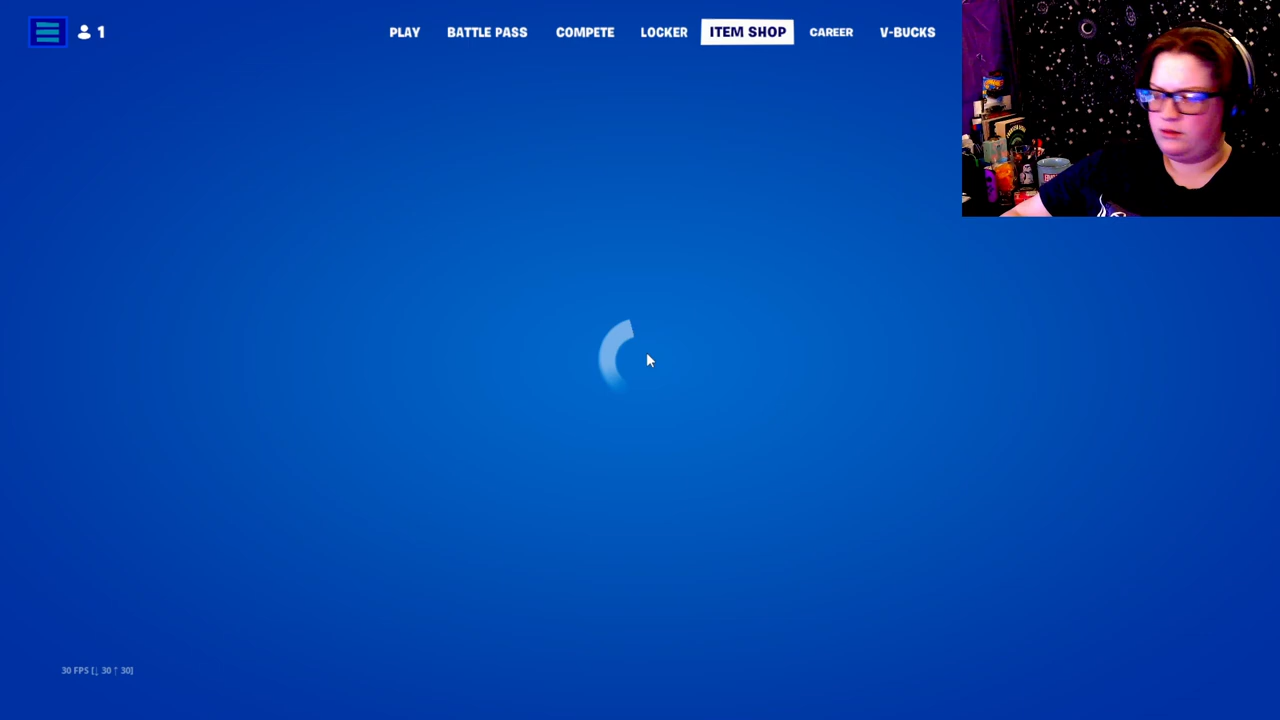 1 PLAY BATTLE PASS COMPETE LOCKER ITEM SHOP CAREER V-BUCKS
30 FPS [↓ 30 ↑ 30]